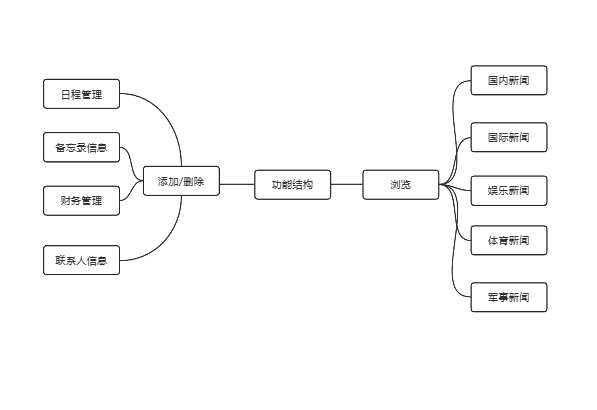 日程管理
备忘录信息
财务管理
联系人信息
添加/删除
功能结构
浏览
国内新闻
国际新闻
娱乐新闻
体育新闻
军事新闻